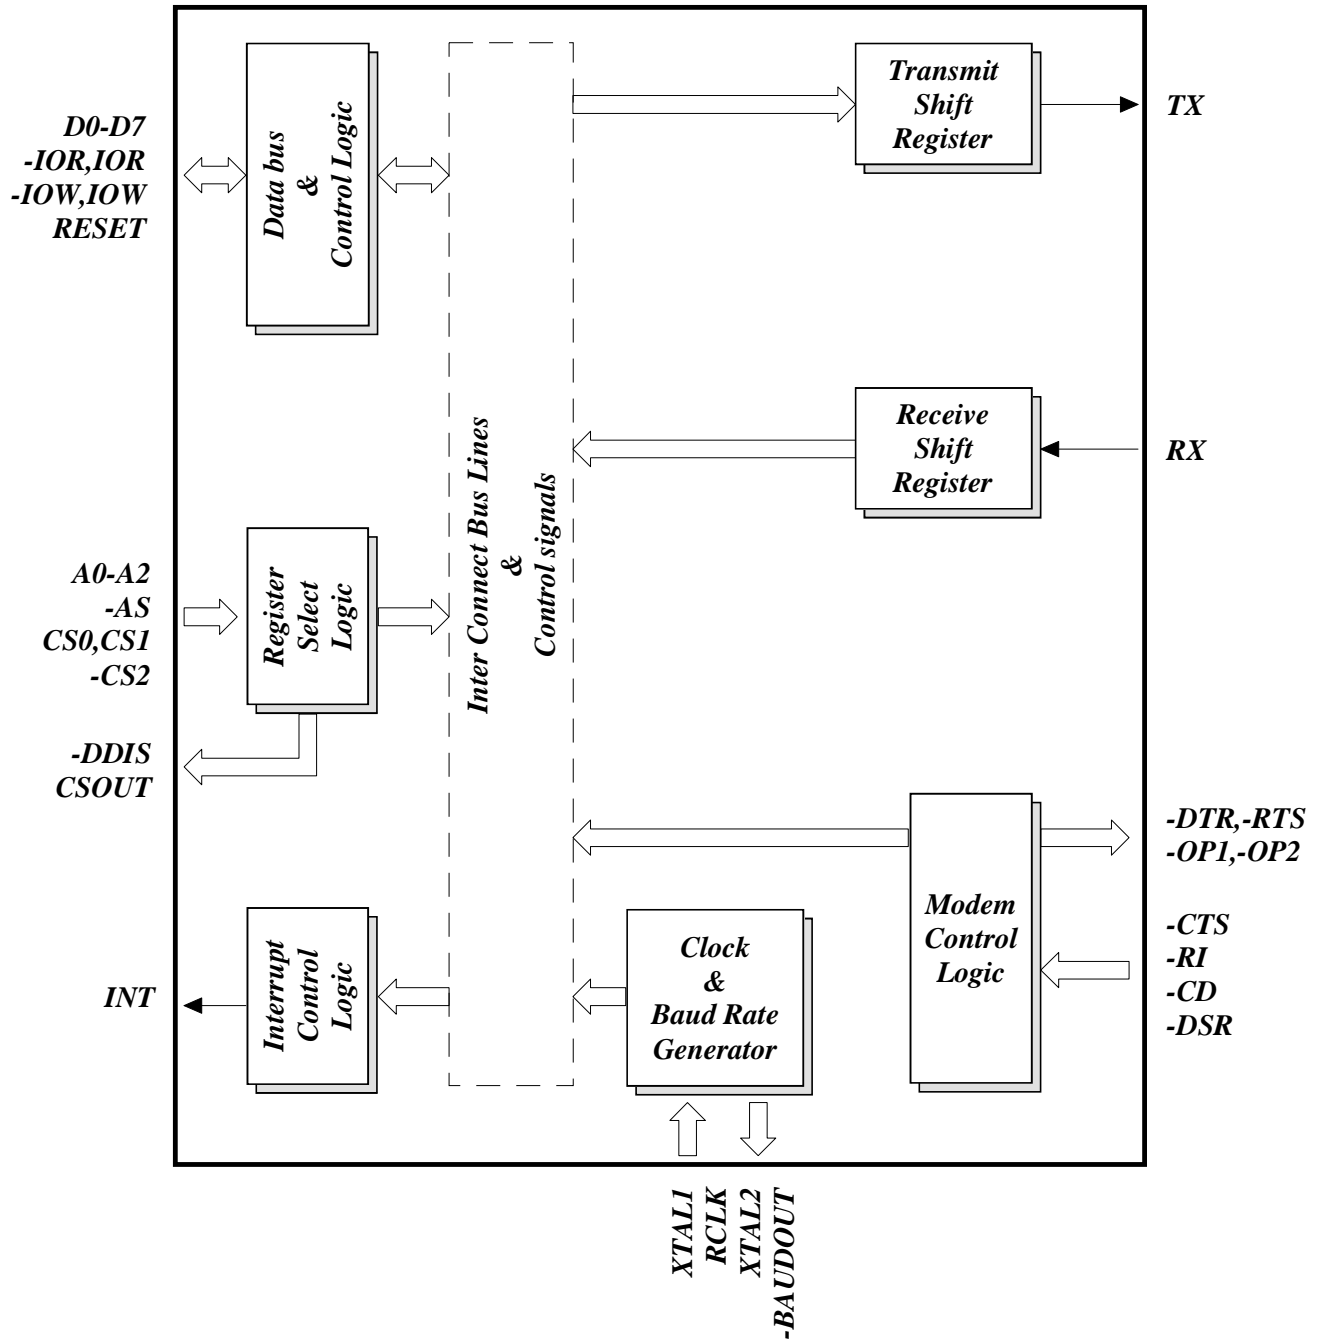 D0-D7
-IOR,IOR
-IOW,IOW
RESET
Data bus
&
Control Logic
Transmit
Shift
Register
TX
Inter Connect Bus Lines
&
Control signals
Receive
Shift
Register
RX
A0-A2
-AS
CS0,CS1
-CS2
Register
Select
Logic
-DDIS
CSOUT
Modem
Control
Logic
-DTR,-RTS
-OP1,-OP2
-CTS
-RI
-CD
-DSR
INT
Interrupt
Control
Logic
Clock
&
Baud Rate
Generator
XTAL1
RCLK
XTAL2
-BAUDOUT